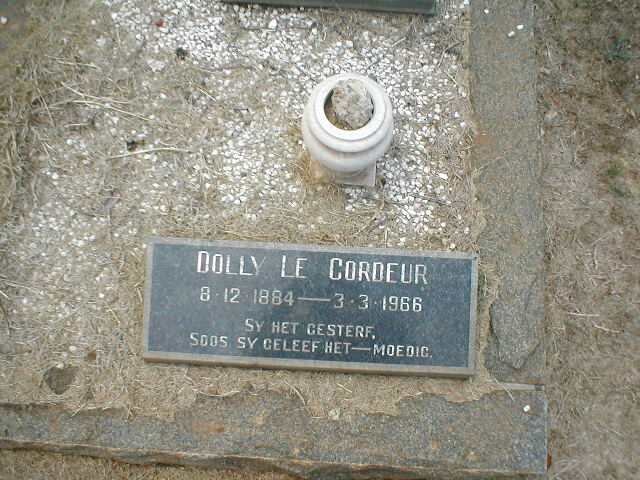 DOLLY LE CORDEUR
8·12·1884—3·3·1966
SY HET GESTERF,
SOOS SY GELEEF HET—MOEDIG.